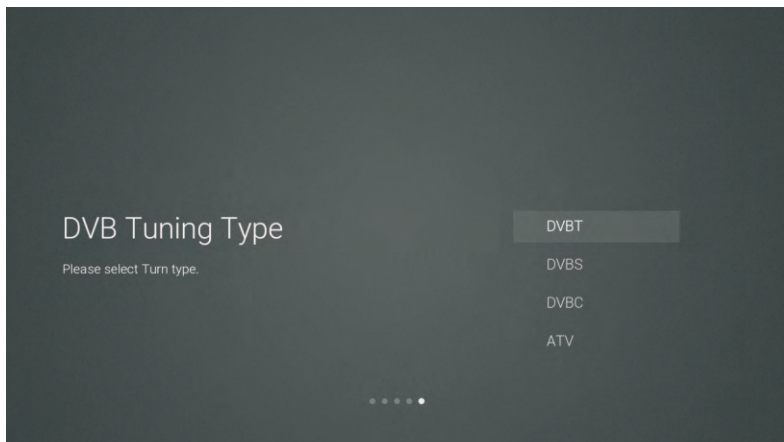 DVB Tuning Type
Please select Turn type.
DVBT
DVBS
DVBC
ATV